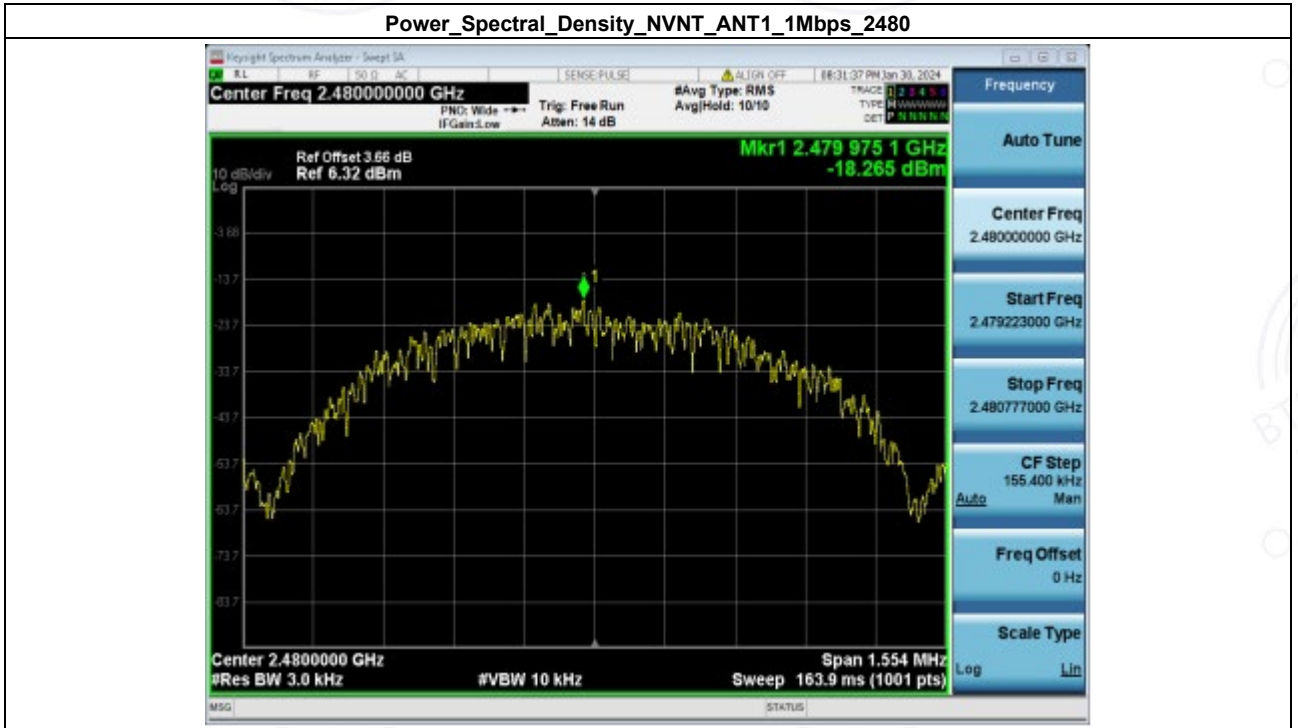 Power_Spectral_Density_NVNT_ANT1_1Mbps_2480
Keysight Spectrum Analyzer - Swept SA
RL RF 50 Ω AC SENSE:PULSE ALIGN OFF 08:31:37 PM Jan 30, 2024
Center Freq 2.480000000 GHz
PNO: Wide
IFGain:Low
Trig: Free Run
Atten: 14 dB
#Avg Type: RMS
Avg|Hold: 10/10
TRACE 1 2 3 4 5 6
TYPE M W W W W W
DET P N N N N N
Mkr1 2.479 975 1 GHz
-18.265 dBm
Ref Offset 3.66 dB
10 dB/div Ref 6.32 dBm
Log
-3.68
-13.7
-23.7
-33.7
-43.7
-53.7
-63.7
-73.7
-83.7
1
Center 2.4800000 GHz Span 1.554 MHz
#Res BW 3.0 kHz #VBW 10 kHz Sweep 163.9 ms (1001 pts)
MSG STATUS
Frequency
Auto Tune
Center Freq
2.480000000 GHz
Start Freq
2.479223000 GHz
Stop Freq
2.480777000 GHz
CF Step
155.400 kHz
Auto Man
Freq Offset
0 Hz
Scale Type
Log Lin